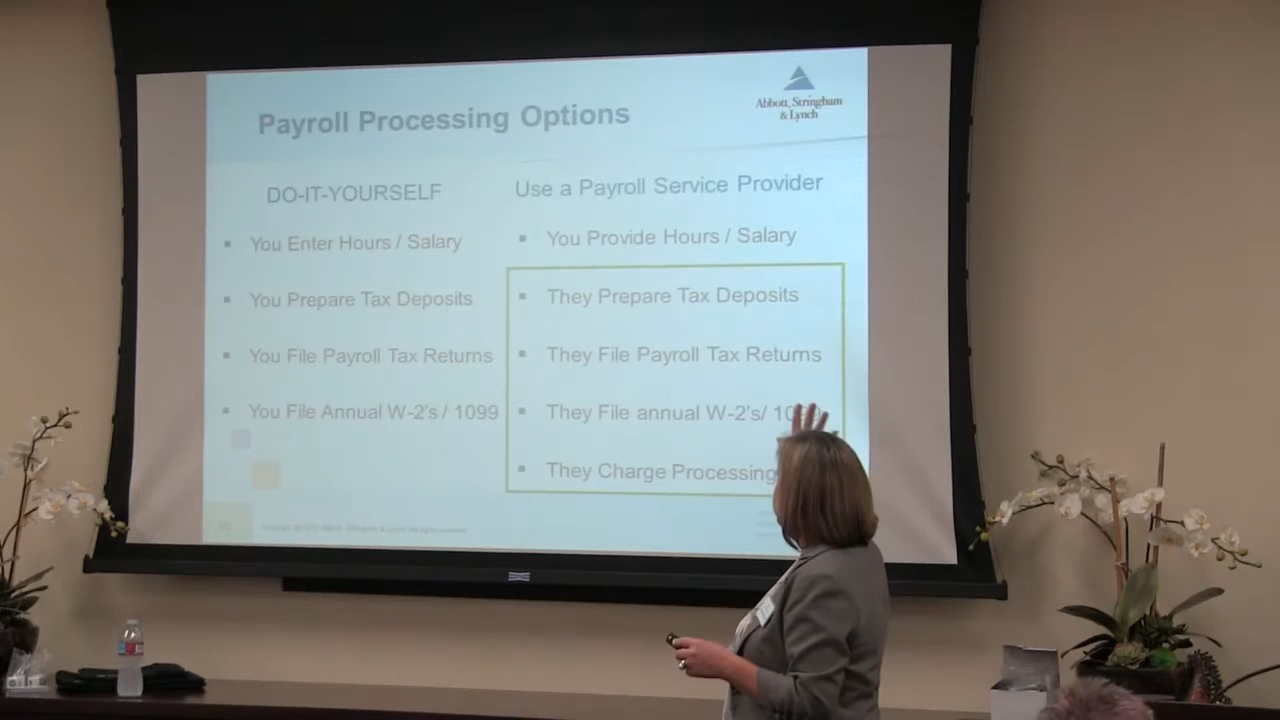 Abbott, Stringham
& Lynch
Payroll Processing Options
DO-IT-YOURSELF
You Enter Hours / Salary
You Prepare Tax Deposits
You File Payroll Tax Returns
You File Annual W-2's / 1099
Use a Payroll Service Provider
You Provide Hours / Salary
They Prepare Tax Deposits
They File Payroll Tax Returns
They File annual W-2's/
They Charge Processing